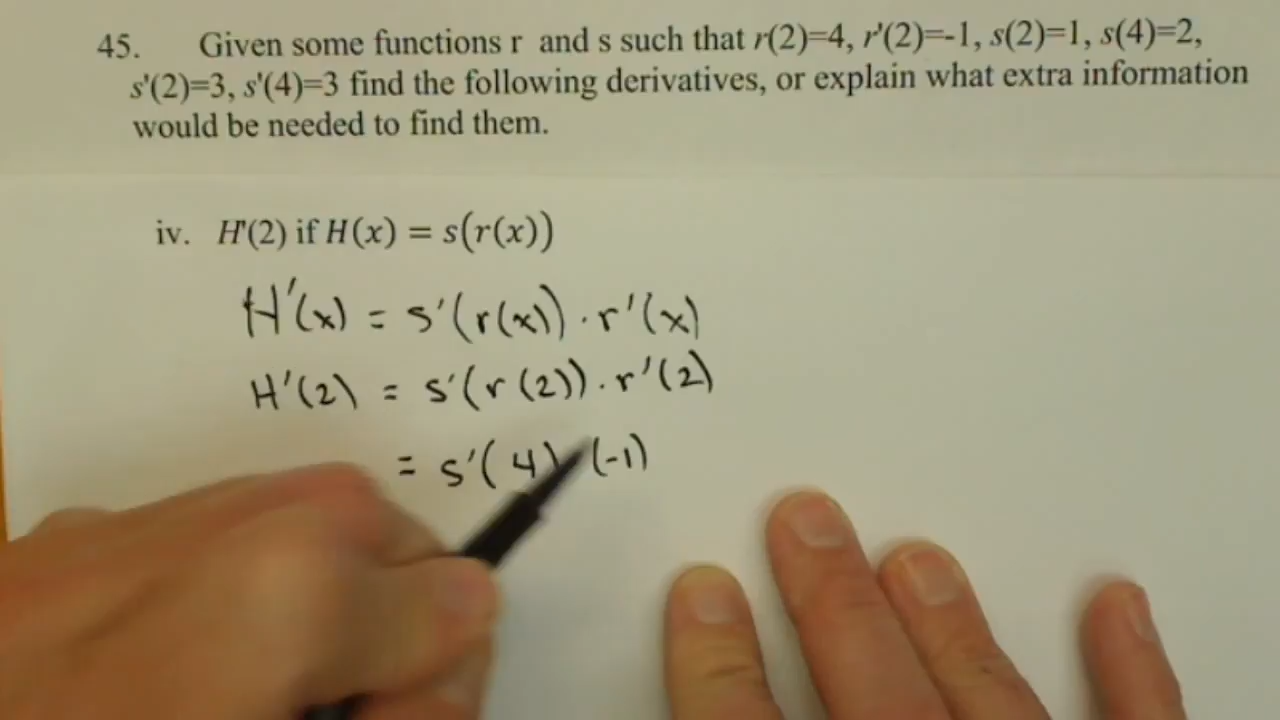 45. Given some functions r and s such that r(2)=4, r'(2)=-1, s(2)=1, s(4)=2,
s'(2)=3, s'(4)=3 find the following derivatives, or explain what extra information
would be needed to find them.
iv. H'(2) if H(x) = s(r(x))
H'(x) = s'(r(x)) · r'(x)
H'(2) = s'(r(2)) · r'(2)
= s'(4) (-1)